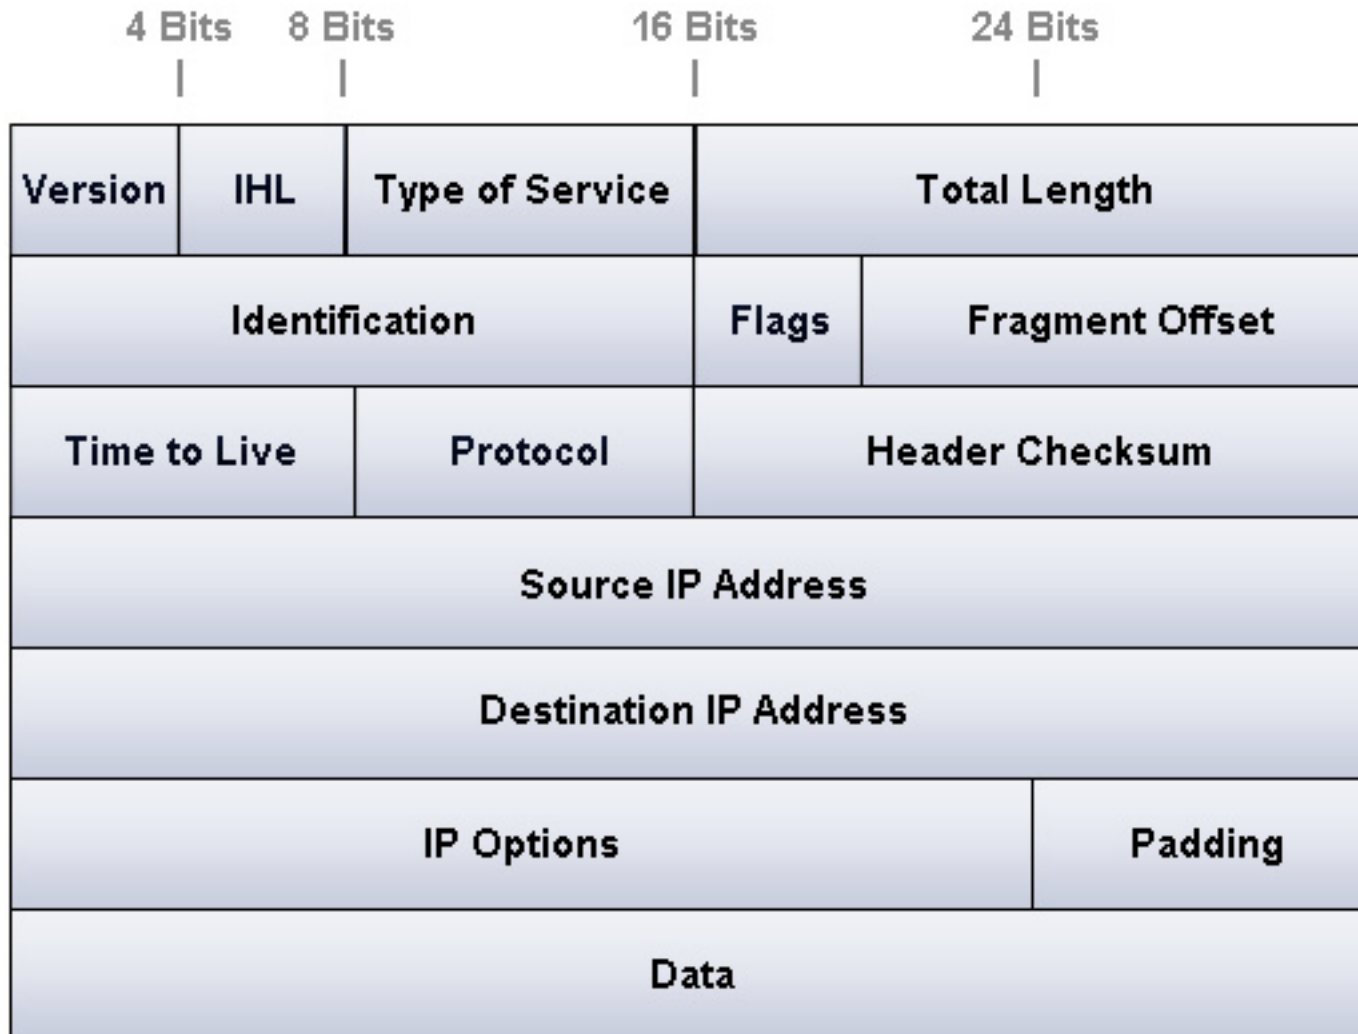 4 Bits 8 Bits 16 Bits 24 Bits
Version IHL Type of Service Total Length
Identification Flags Fragment Offset
Time to Live Protocol Header Checksum
Source IP Address
Destination IP Address
IP Options Padding
Data